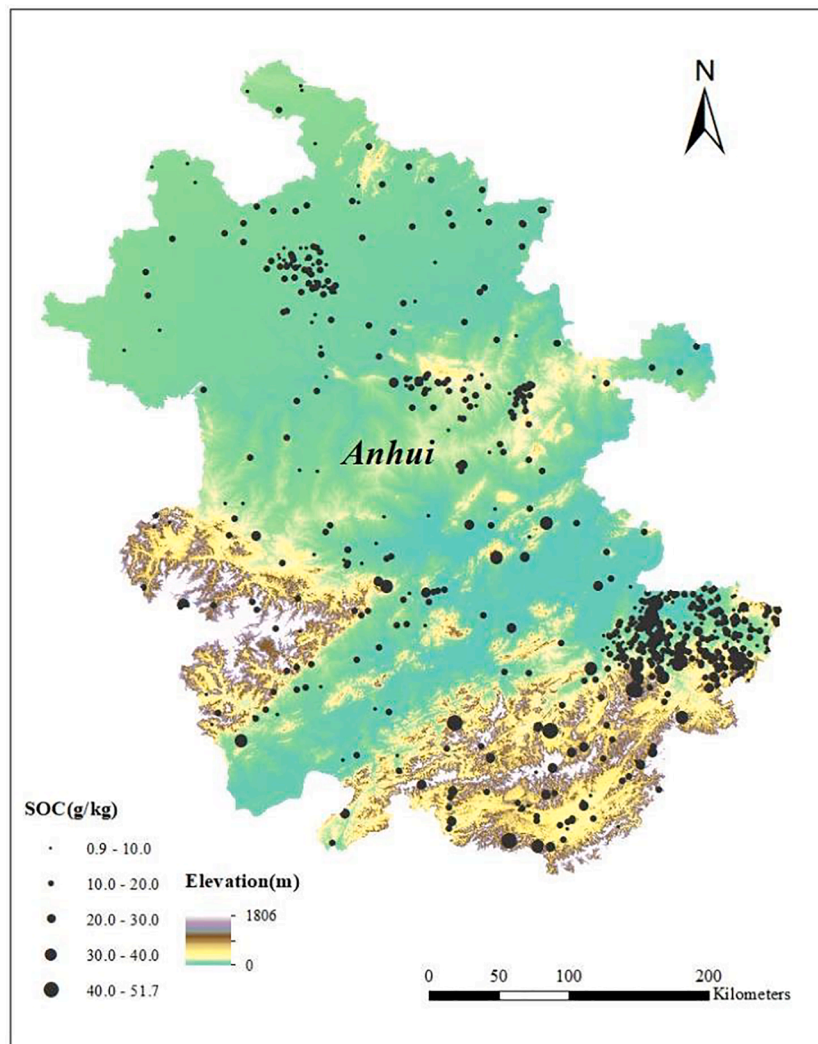 N
Anhui
SOC(g/kg)
0.9 - 10.0
10.0 - 20.0
20.0 - 30.0
30.0 - 40.0
40.0 - 51.7
Elevation(m)
1806
0
0 50 100 200
Kilometers